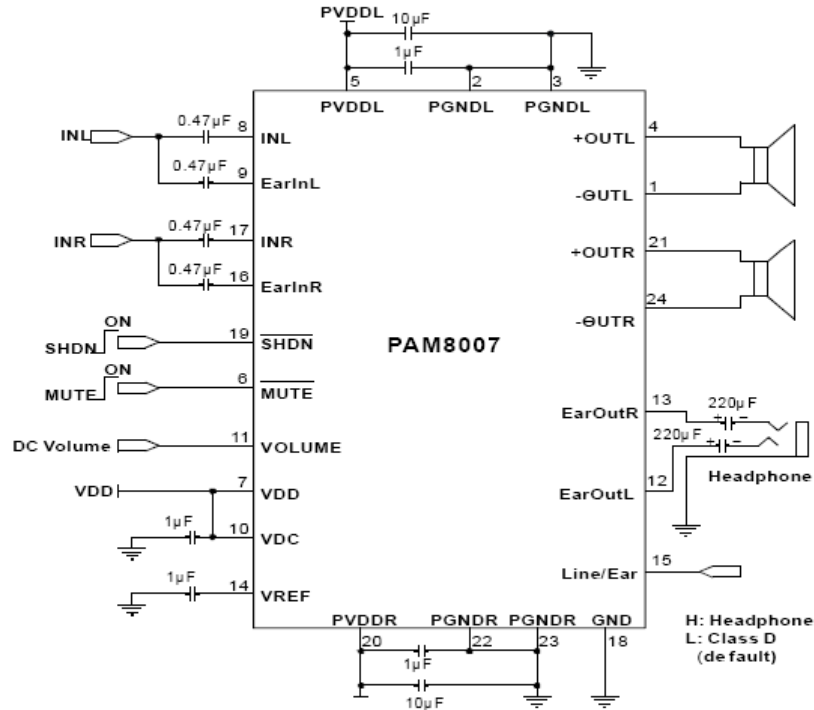 PVDDL
10µF
1µF
5
2
3
PVDDL
PGNDL
PGNDL
INL
0.47µF
8
INL
0.47µF
9
EarInL
INR
0.47µF
17
INR
0.47µF
16
EarInR
ON
SHDN
19
SHDN
ON
MUTE
6
MUTE
DC Volume
11
VOLUME
VDD
7
VDD
1µF
10
VDC
1µF
14
VREF
PAM8007
+OUTL
4
-OUTL
1
+OUTR
21
-OUTR
24
EarOutR
13
220µF
+ −
220µF
+ −
Headphone
EarOutL
12
Line/Ear
15
H: Headphone
L: Class D
(default)
PVDDR
PGNDR
PGNDR
GND
20
22
23
18
1µF
10µF